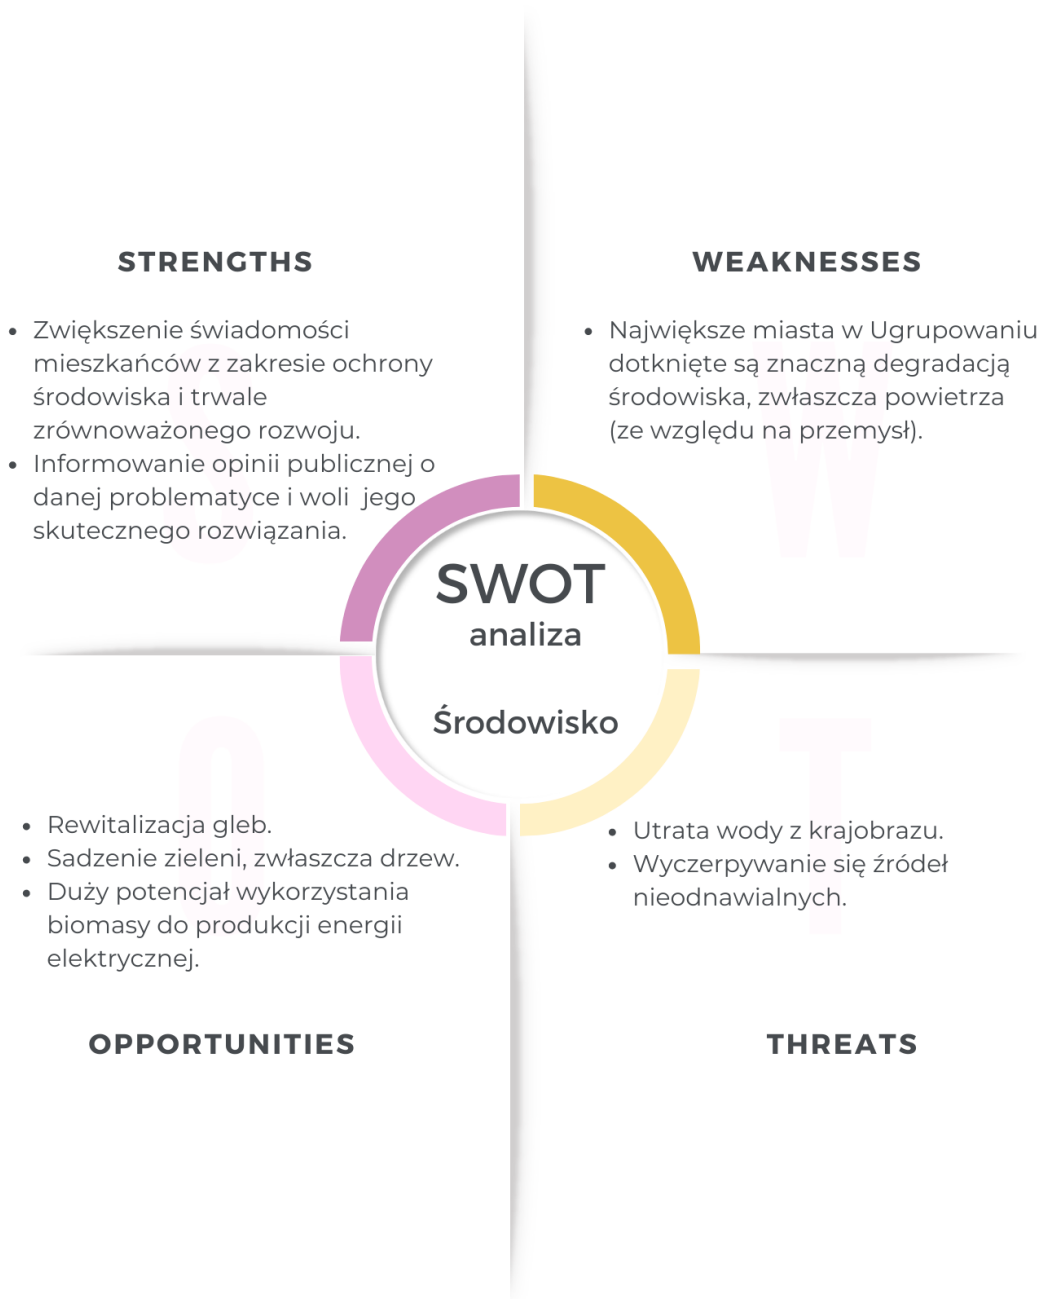 STRENGTHS
• Zwiększenie świadomości
mieszkańców z zakresie ochrony
środowiska i trwale
zrównoważonego rozwoju.
• Informowanie opinii publicznej o
danej problematyce i woli jego
skutecznego rozwiązania.
WEAKNESSES
• Największe miasta w Ugrupowaniu
dotknięte są znaczną degradacją
środowiska, zwłaszcza powietrza
(ze względu na przemysł).
SWOT
analiza
Środowisko
• Rewitalizacja gleb.
• Sadzenie zieleni, zwłaszcza drzew.
• Duży potencjał wykorzystania
biomasy do produkcji energii
elektrycznej.
OPPORTUNITIES
• Utrata wody z krajobrazu.
• Wyczerpywanie się źródeł
nieodnawialnych.
THREATS
S
W
O
T